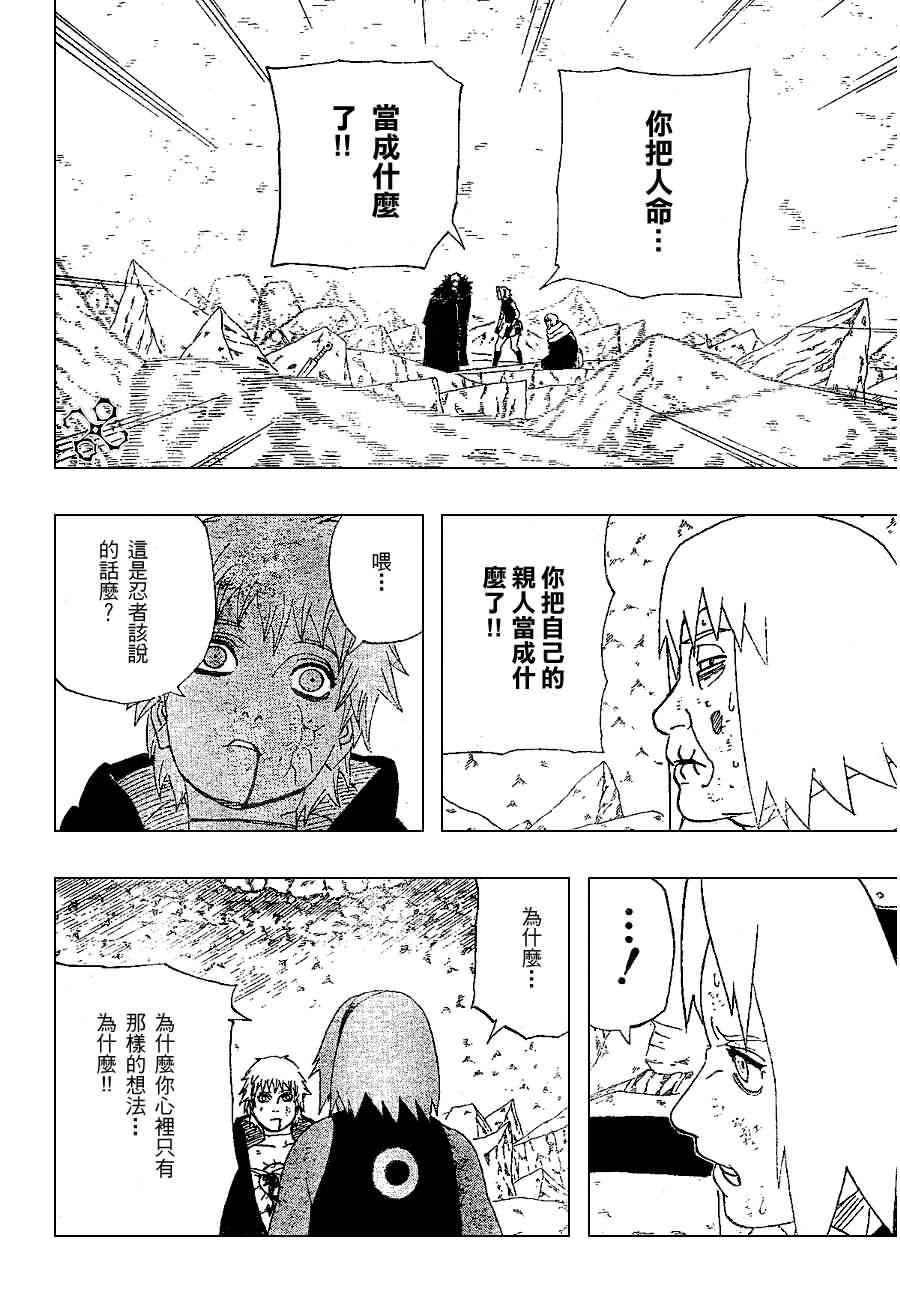 你把人命…
當成什麼
了!!
你把自己的
親人當成什
麼了!!
喂…
這是忍者該說
的話麼？
…！
為什麼…
為什麼你心裡只有
那樣的想法…
為什麼!!